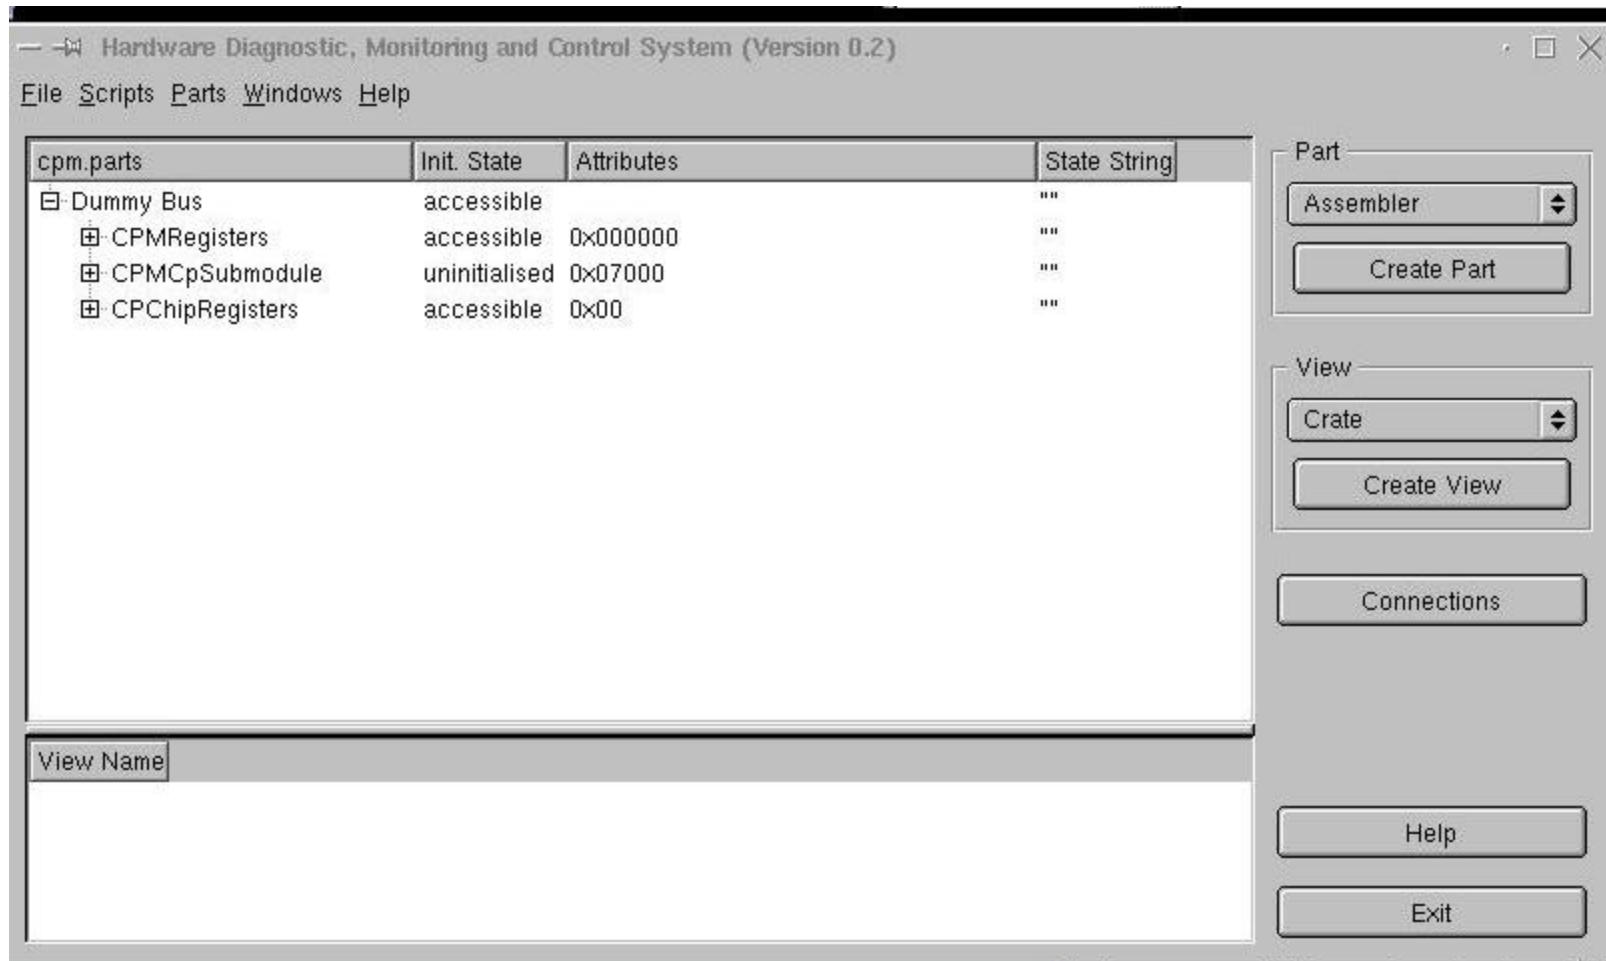 Hardware Diagnostic, Monitoring and Control System (Version 0.2)
File Scripts Parts Windows Help
cpm.parts Init. State Attributes State String
Dummy Bus accessible ""
CPMRegisters accessible 0x000000 ""
CPMCpSubmodule uninitialised 0x07000 ""
CPChipRegisters accessible 0x00 ""
Part
Assembler
Create Part
View
Crate
Create View
Connections
View Name
Help
Exit